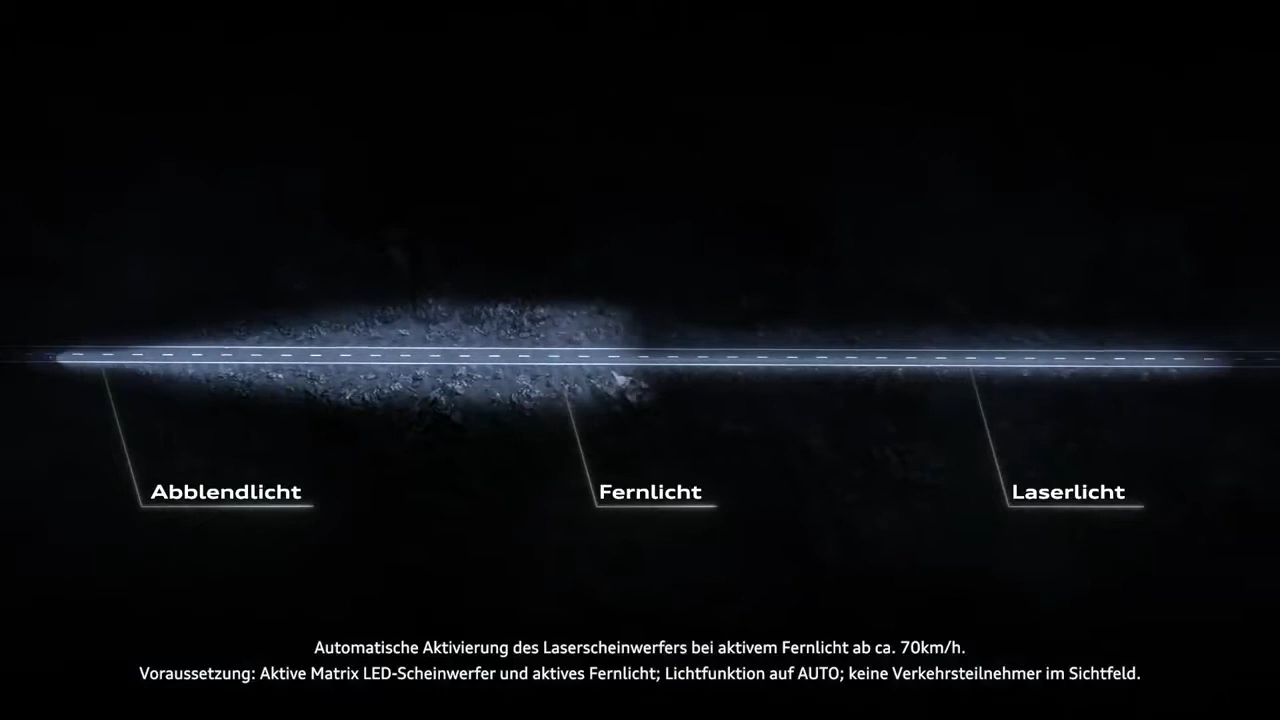 Abblendlicht
Fernlicht
Laserlicht
Automatische Aktivierung des Laserscheinwerfers bei aktivem Fernlicht ab ca. 70km/h.
Voraussetzung: Aktive Matrix LED-Scheinwerfer und aktives Fernlicht; Lichtfunktion auf AUTO; keine Verkehrsteilnehmer im Sichtfeld.